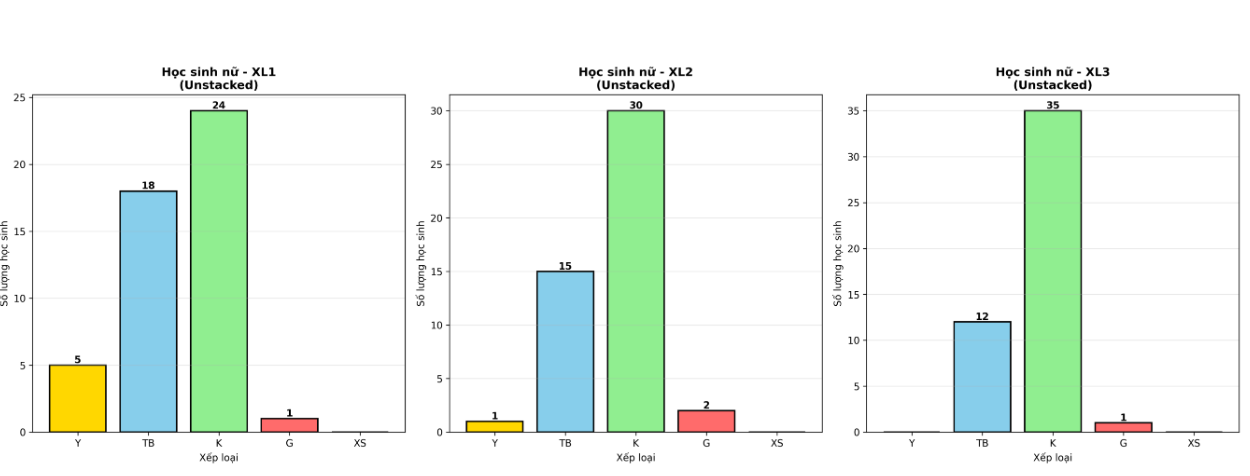 Học sinh nữ - XL1
(Unstacked)
25
20
15
10
5
0
Số lượng học sinh
5
18
24
1
Y TB K G XS
Xếp loại
Học sinh nữ - XL2
(Unstacked)
30
25
20
15
10
5
0
Số lượng học sinh
1
15
30
2
Y TB K G XS
Xếp loại
Học sinh nữ - XL3
(Unstacked)
35
30
25
20
15
10
5
0
Số lượng học sinh
12
35
1
Y TB K G XS
Xếp loại